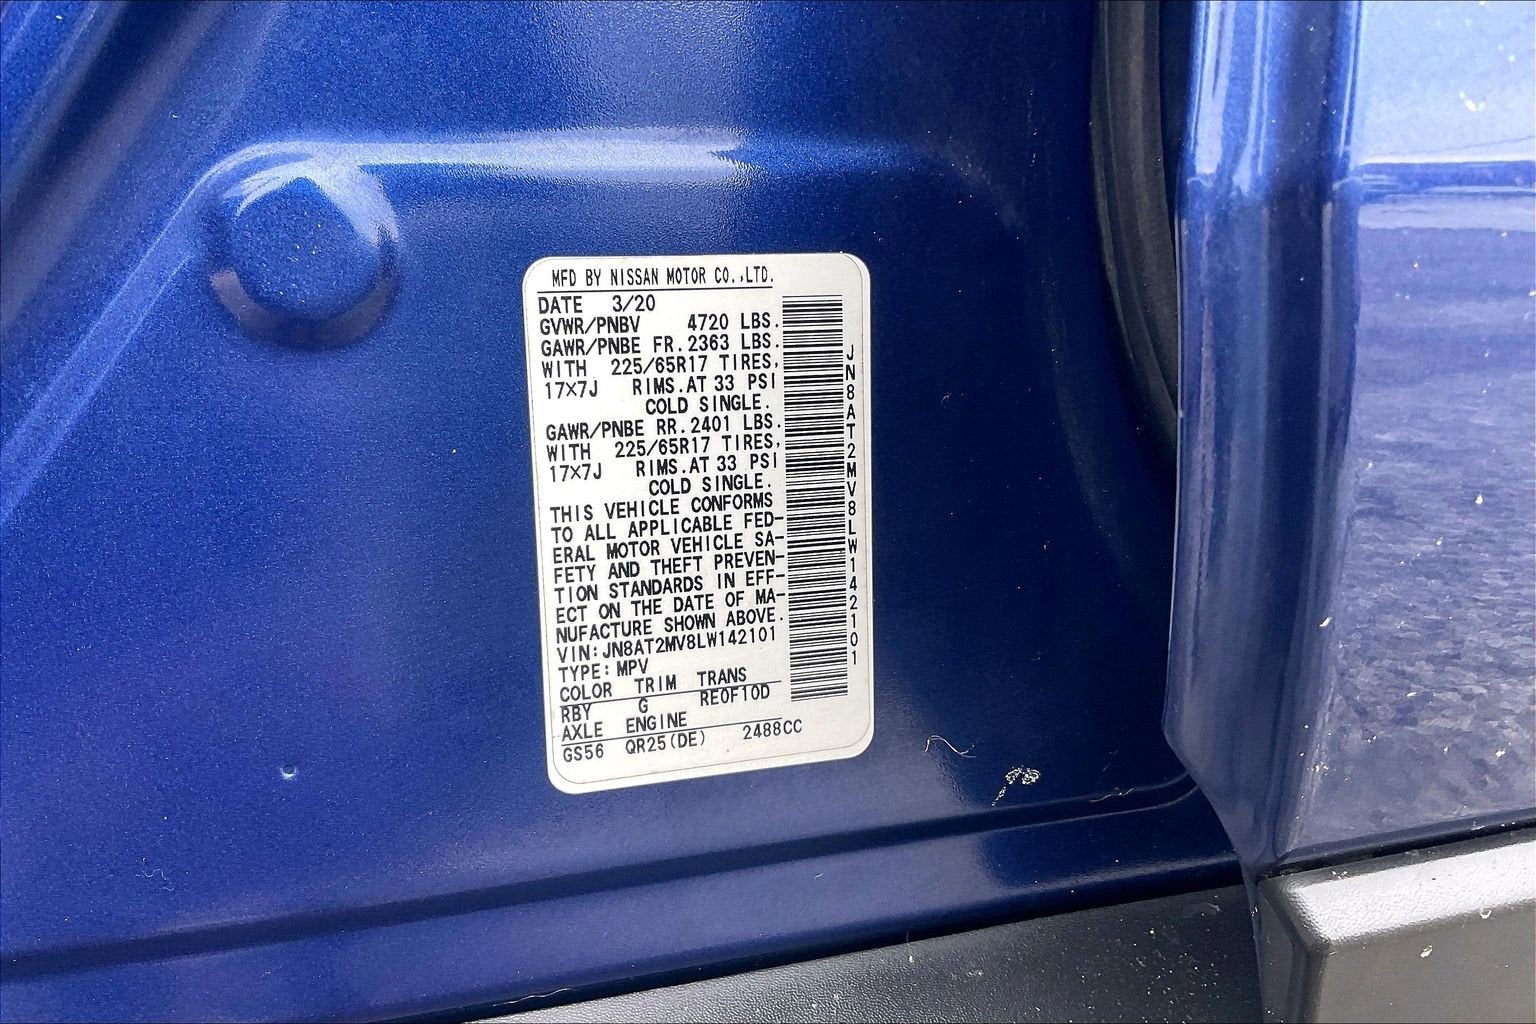 MFD BY NISSAN MOTOR CO.,LTD.
DATE 3/20
GVWR/PNBV 4720 LBS.
GAWR/PNBE FR.2363 LBS.
WITH 225/65R17 TIRES,
17X7J RIMS.AT 33 PSI
COLD SINGLE.
GAWR/PNBE RR.2401 LBS.
WITH 225/65R17 TIRES,
17X7J RIMS.AT 33 PSI
COLD SINGLE.
THIS VEHICLE CONFORMS
TO ALL APPLICABLE FED-
ERAL MOTOR VEHICLE SA-
FETY AND THEFT PREVEN-
TION STANDARDS IN EFF-
ECT ON THE DATE OF MA-
NUFACTURE SHOWN ABOVE.
VIN:JN8AT2MV8LW142101
TYPE:MPV
COLOR TRIM TRANS
RBY G RE0F10D
AXLE ENGINE
GS56 QR25(DE) 2488CC
JN8AT2MV8LW142101